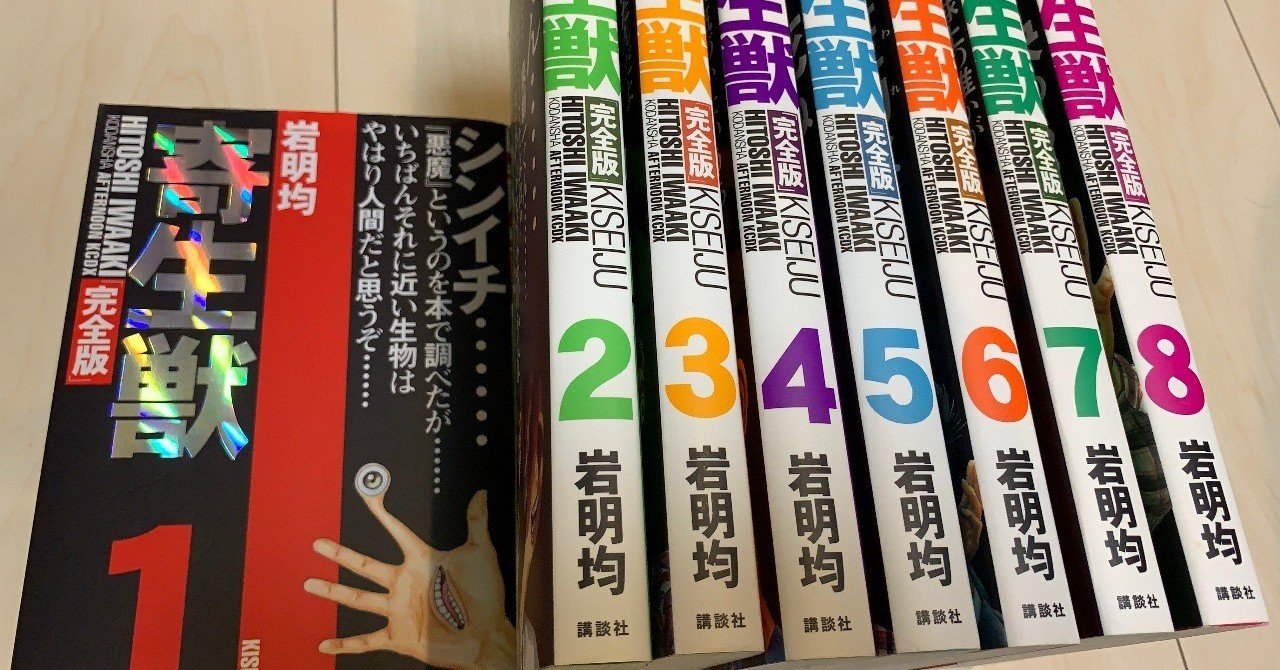 寄生獣
HITOSHI IWAAKI
KODANSHA AFTERNOON KCDX
「完全版」
1
岩明均
KISE
シンイチ……
『悪魔』というのを本で調べたが……
いちばんそれに近い生物は
やはり人間だと思うぞ……
生獣
「完全版」
KISEIJU
HITOSHI IWAAKI
KODANSHA AFTERNOON KCDX
2
岩明均
講談社
生獣
「完全版」
KISEIJU
HITOSHI IWAAKI
KODANSHA AFTERNOON KCDX
3
岩明均
講談社
生獣
「完全版」
KISEIJU
HITOSHI IWAAKI
KODANSHA AFTERNOON KCDX
4
岩明均
講談社
生獣
「完全版」
KISEIJU
HITOSHI IWAAKI
KODANSHA AFTERNOON KCDX
5
岩明均
講談社
生獣
「完全版」
KISEIJU
HITOSHI IWAAKI
KODANSHA AFTERNOON KCDX
6
岩明均
講談社
生獣
「完全版」
KISEIJU
HITOSHI IWAAKI
KODANSHA AFTERNOON KCDX
7
岩明均
講談社
生獣
「完全版」
KISEIJU
HITOSHI IWAAKI
KODANSHA AFTERNOON KCDX
8
岩明均
講談社